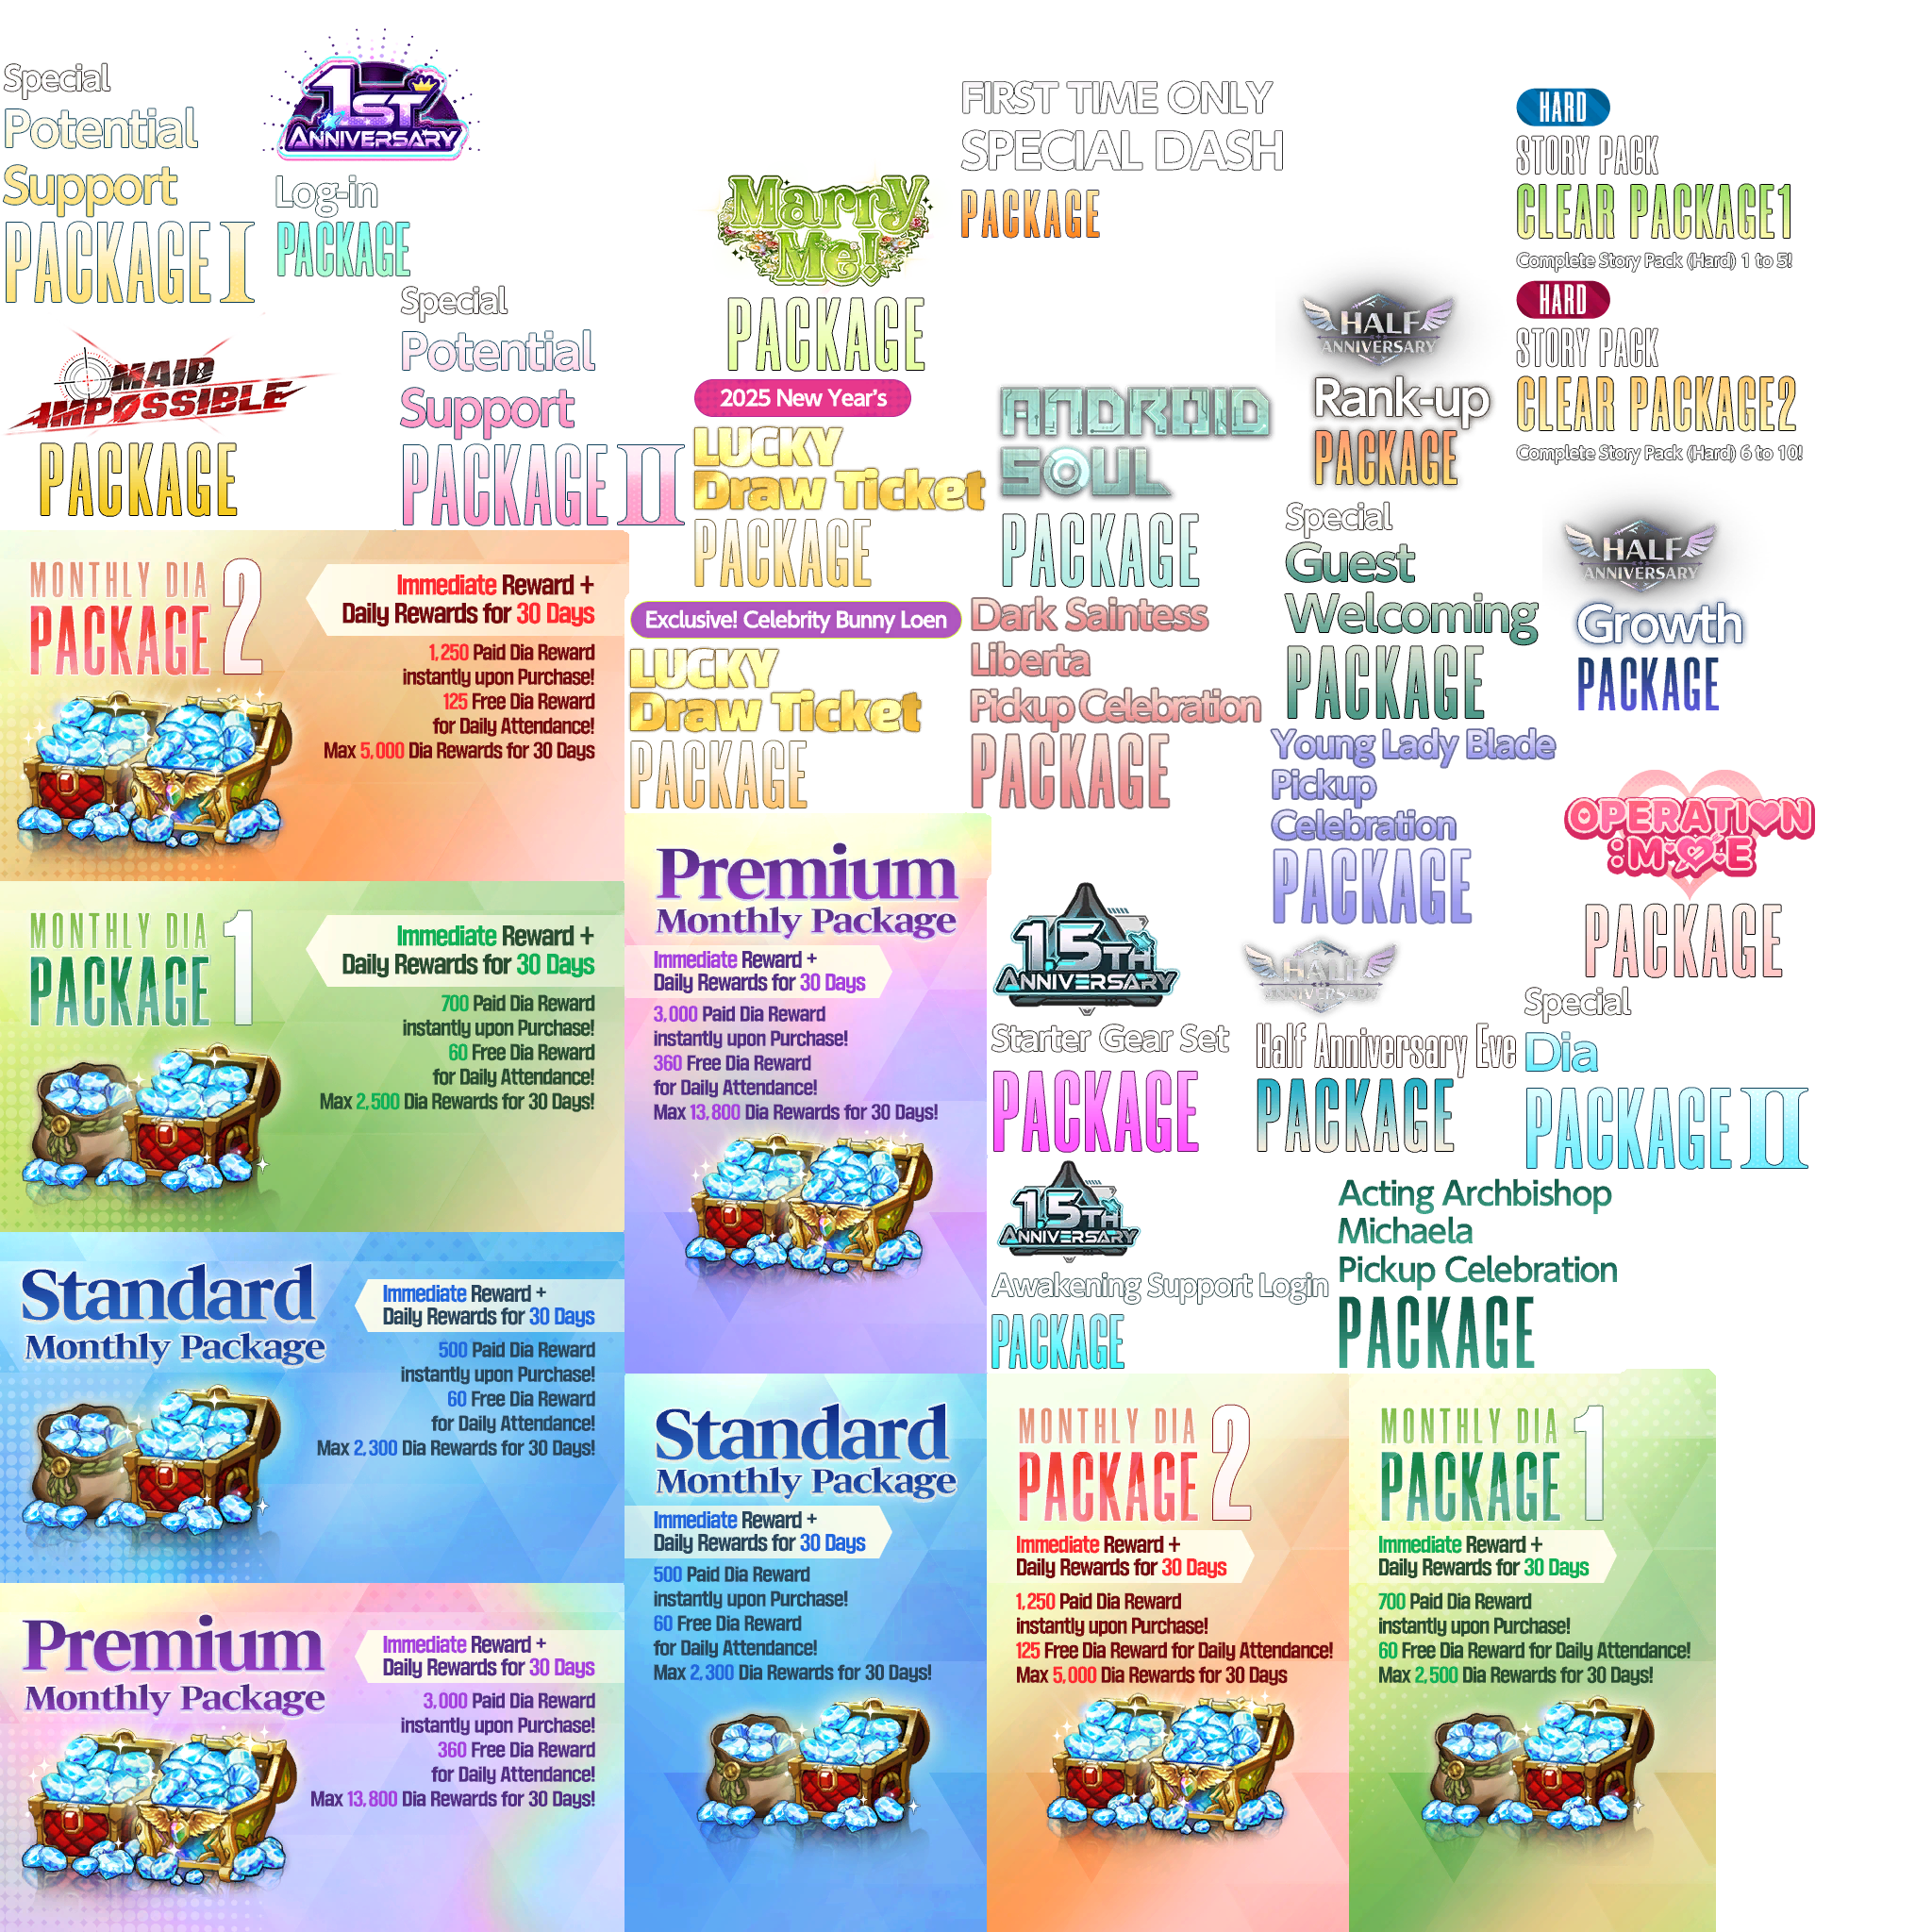 Special
Potential
Support
PACKAGE I
1ST
ANNIVERSARY
Log-in
PACKAGE
MAID
IMPOSSIBLE
PACKAGE
Special
Potential
Support
PACKAGE II
Marry
Me!
PACKAGE
2025 New Year's
LUCKY
Draw Ticket
PACKAGE
Exclusive! Celebrity Bunny Loen
LUCKY
Draw Ticket
PACKAGE
FIRST TIME ONLY
SPECIAL DASH
PACKAGE
ANDROID
SOUL
PACKAGE
Dark Saintess
Liberta
Pickup Celebration
PACKAGE
HALF
ANNIVERSARY
Rank-up
PACKAGE
Special
Guest
Welcoming
PACKAGE
Young Lady Blade
Pickup
Celebration
PACKAGE
HARD
STORY PACK
CLEAR PACKAGE1
Complete Story Pack (Hard) 1 to 5!
HARD
STORY PACK
CLEAR PACKAGE2
Complete Story Pack (Hard) 6 to 10!
HALF
ANNIVERSARY
Growth
PACKAGE
OPERATION
:MOE
PACKAGE
MONTHLY DIA
PACKAGE 2
Immediate Reward +
Daily Rewards for 30 Days
1,250 Paid Dia Reward
instantly upon Purchase!
125 Free Dia Reward
for Daily Attendance!
Max 5,000 Dia Rewards for 30 Days
MONTHLY DIA
PACKAGE 1
Immediate Reward +
Daily Rewards for 30 Days
700 Paid Dia Reward
instantly upon Purchase!
60 Free Dia Reward
for Daily Attendance!
Max 2,500 Dia Rewards for 30 Days!
Standard
Monthly Package
Immediate Reward +
Daily Rewards for 30 Days
500 Paid Dia Reward
instantly upon Purchase!
60 Free Dia Reward
for Daily Attendance!
Max 2,300 Dia Rewards for 30 Days!
Premium
Monthly Package
Immediate Reward +
Daily Rewards for 30 Days
3,000 Paid Dia Reward
instantly upon Purchase!
360 Free Dia Reward
for Daily Attendance!
Max 13,800 Dia Rewards for 30 Days!
Premium
Monthly Package
Immediate Reward +
Daily Rewards for 30 Days
3,000 Paid Dia Reward
instantly upon Purchase!
360 Free Dia Reward
for Daily Attendance!
Max 13,800 Dia Rewards for 30 Days!
1.5TH
ANNIVERSARY
Starter Gear Set
PACKAGE
HALF
ANNIVERSARY
Half Anniversary Eve
PACKAGE
Special
Dia
PACKAGE II
1.5TH
ANNIVERSARY
Awakening Support Login
PACKAGE
Acting Archbishop
Michaela
Pickup Celebration
PACKAGE
Standard
Monthly Package
Immediate Reward +
Daily Rewards for 30 Days
500 Paid Dia Reward
instantly upon Purchase!
60 Free Dia Reward
for Daily Attendance!
Max 2,300 Dia Rewards for 30 Days!
MONTHLY DIA
PACKAGE 2
Immediate Reward +
Daily Rewards for 30 Days
1,250 Paid Dia Reward
instantly upon Purchase!
125 Free Dia Reward for Daily Attendance!
Max 5,000 Dia Rewards for 30 Days
MONTHLY DIA
PACKAGE 1
Immediate Reward +
Daily Rewards for 30 Days
700 Paid Dia Reward
instantly upon Purchase!
60 Free Dia Reward for Daily Attendance!
Max 2,500 Dia Rewards for 30 Days!